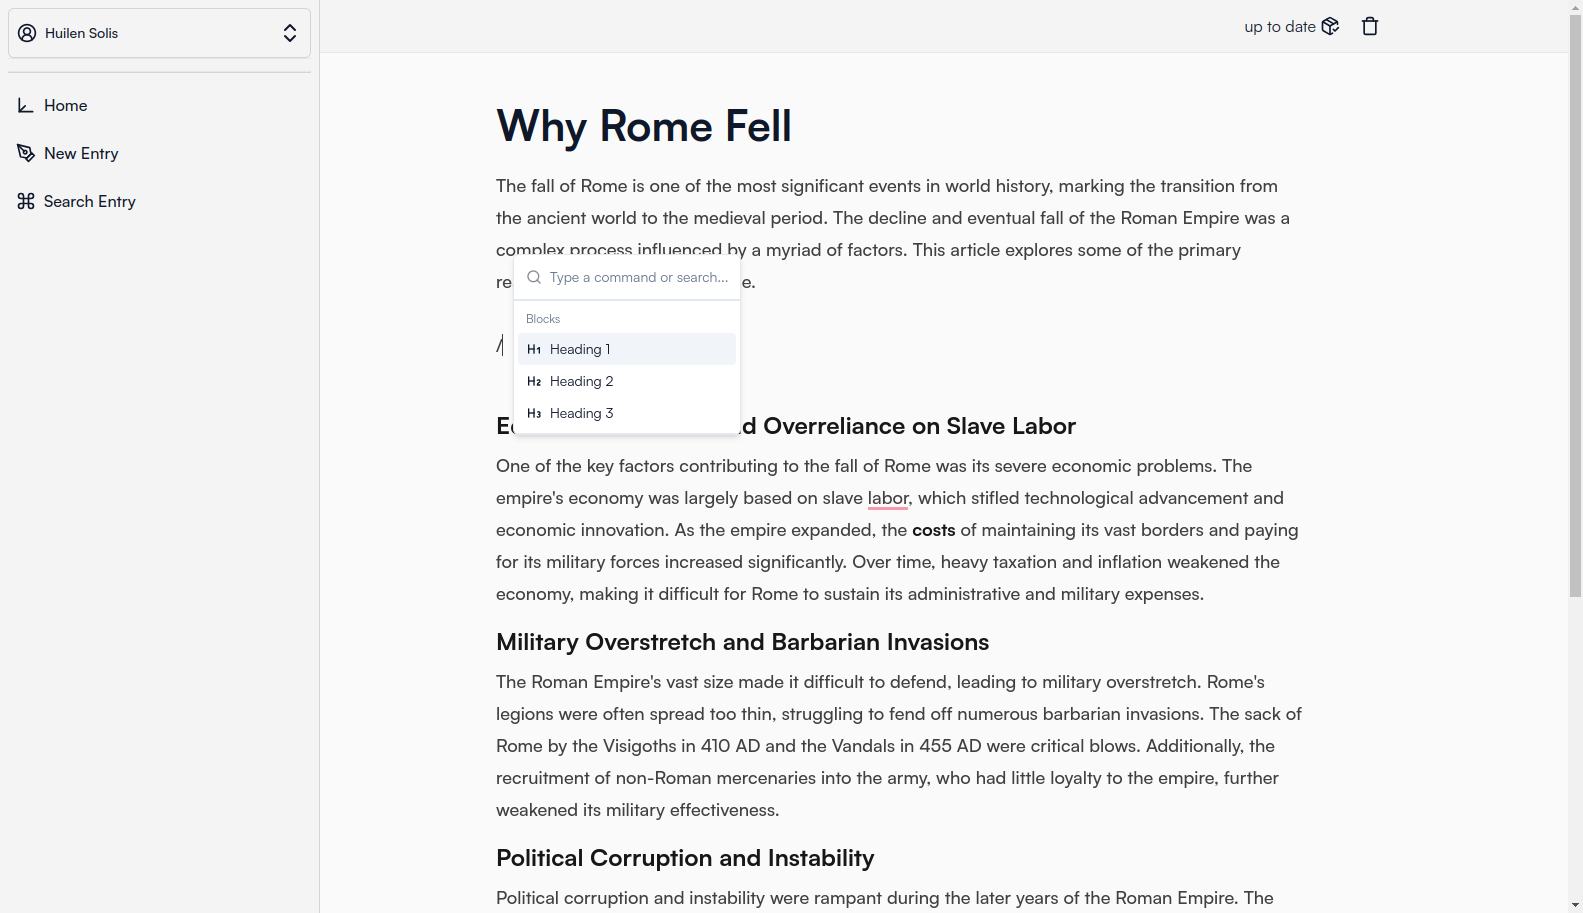 Huilen Solis
Home
New Entry
Search Entry
up to date
Why Rome Fell
The fall of Rome is one of the most significant events in world history, marking the transition from
the ancient world to the medieval period. The decline and eventual fall of the Roman Empire was a
complex process influenced by a myriad of factors. This article explores some of the primary
re e.
/
Type a command or search...
Blocks
H1 Heading 1
H2 Heading 2
H3 Heading 3
d Overreliance on Slave Labor
One of the key factors contributing to the fall of Rome was its severe economic problems. The
empire's economy was largely based on slave labor, which stifled technological advancement and
economic innovation. As the empire expanded, the costs of maintaining its vast borders and paying
for its military forces increased significantly. Over time, heavy taxation and inflation weakened the
economy, making it difficult for Rome to sustain its administrative and military expenses.
Military Overstretch and Barbarian Invasions
The Roman Empire's vast size made it difficult to defend, leading to military overstretch. Rome's
legions were often spread too thin, struggling to fend off numerous barbarian invasions. The sack of
Rome by the Visigoths in 410 AD and the Vandals in 455 AD were critical blows. Additionally, the
recruitment of non-Roman mercenaries into the army, who had little loyalty to the empire, further
weakened its military effectiveness.
Political Corruption and Instability
Political corruption and instability were rampant during the later years of the Roman Empire. The